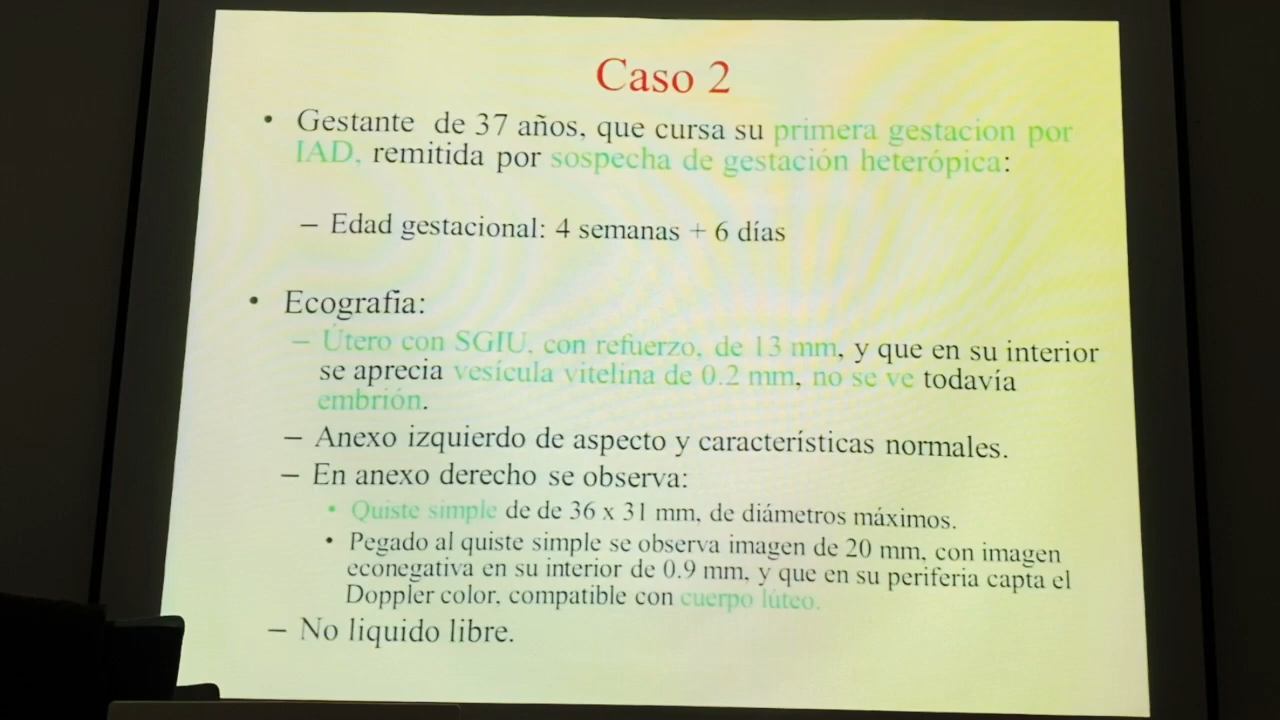 Caso 2
• Gestante de 37 años, que cursa su primera gestacion por
IAD, remitida por sospecha de gestación heterópica:
– Edad gestacional: 4 semanas + 6 días
• Ecografia:
– Útero con SGIU, con refuerzo, de 13 mm, y que en su interior
se aprecia vesícula vitelina de 0.2 mm, no se ve todavía
embrión.
– Anexo izquierdo de aspecto y características normales.
– En anexo derecho se observa:
• Quiste simple de de 36 x 31 mm, de diámetros máximos.
• Pegado al quiste simple se observa imagen de 20 mm, con imagen
econegativa en su interior de 0.9 mm, y que en su periferia capta el
Doppler color, compatible con cuerpo lúteo.
– No liquido libre.